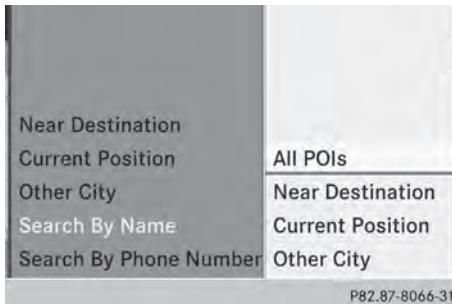 Near Destination
Current Position
Other City
Search By Name
Search By Phone Number
All POIs
Near Destination
Current Position
Other City
P82.87-8066-31